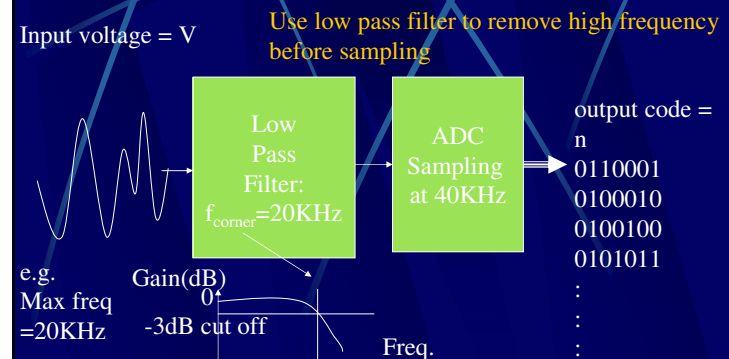 Input voltage = V
Use low pass filter to remove high frequency
before sampling
Low
Pass
Filter:
f_corner=20KHz
ADC
Sampling
at 40KHz
output code =
n
0110001
0100010
0100100
0101011
:
:
:
e.g.
Max freq
=20KHz
Gain(dB)
0
-3dB cut off
Freq.